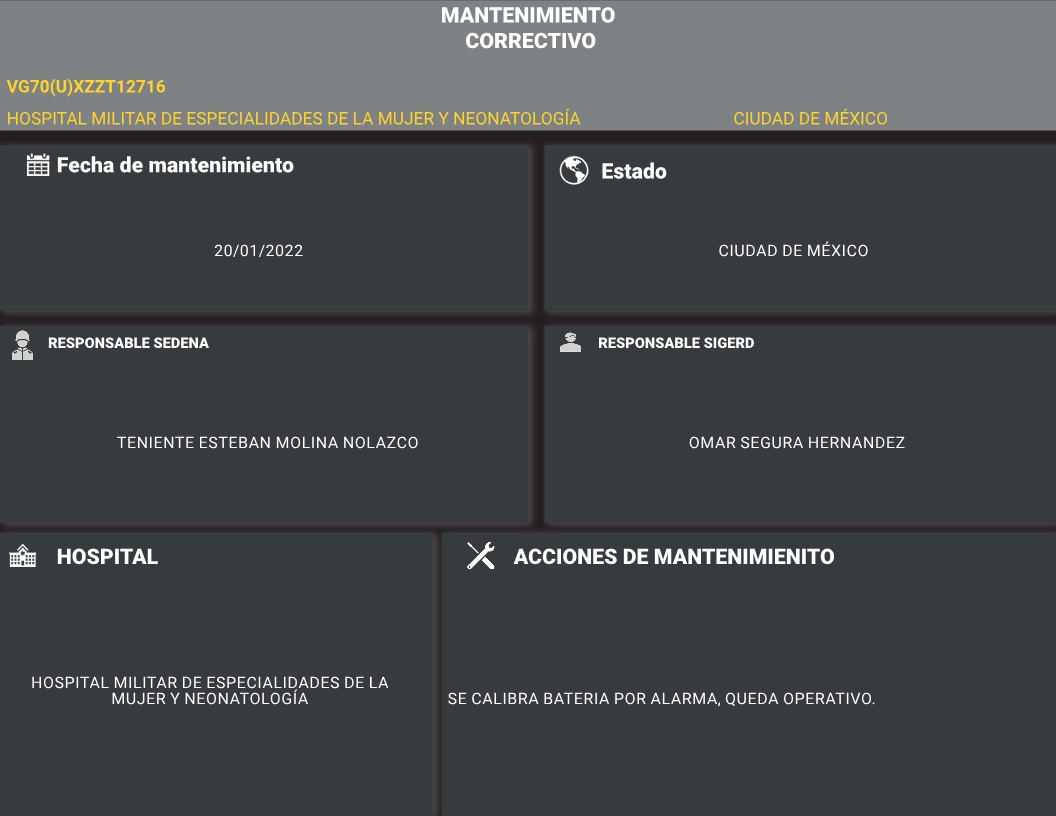 MANTENIMIENTO
CORRECTIVO
VG70(U)XZZT12716
HOSPITAL MILITAR DE ESPECIALIDADES DE LA MUJER Y NEONATOLOGÍA CIUDAD DE MÉXICO
Fecha de mantenimiento
20/01/2022
Estado
CIUDAD DE MÉXICO
RESPONSABLE SEDENA
TENIENTE ESTEBAN MOLINA NOLAZCO
RESPONSABLE SIGERD
OMAR SEGURA HERNANDEZ
HOSPITAL
HOSPITAL MILITAR DE ESPECIALIDADES DE LA
MUJER Y NEONATOLOGÍA
ACCIONES DE MANTENIMIENITO
SE CALIBRA BATERIA POR ALARMA, QUEDA OPERATIVO.